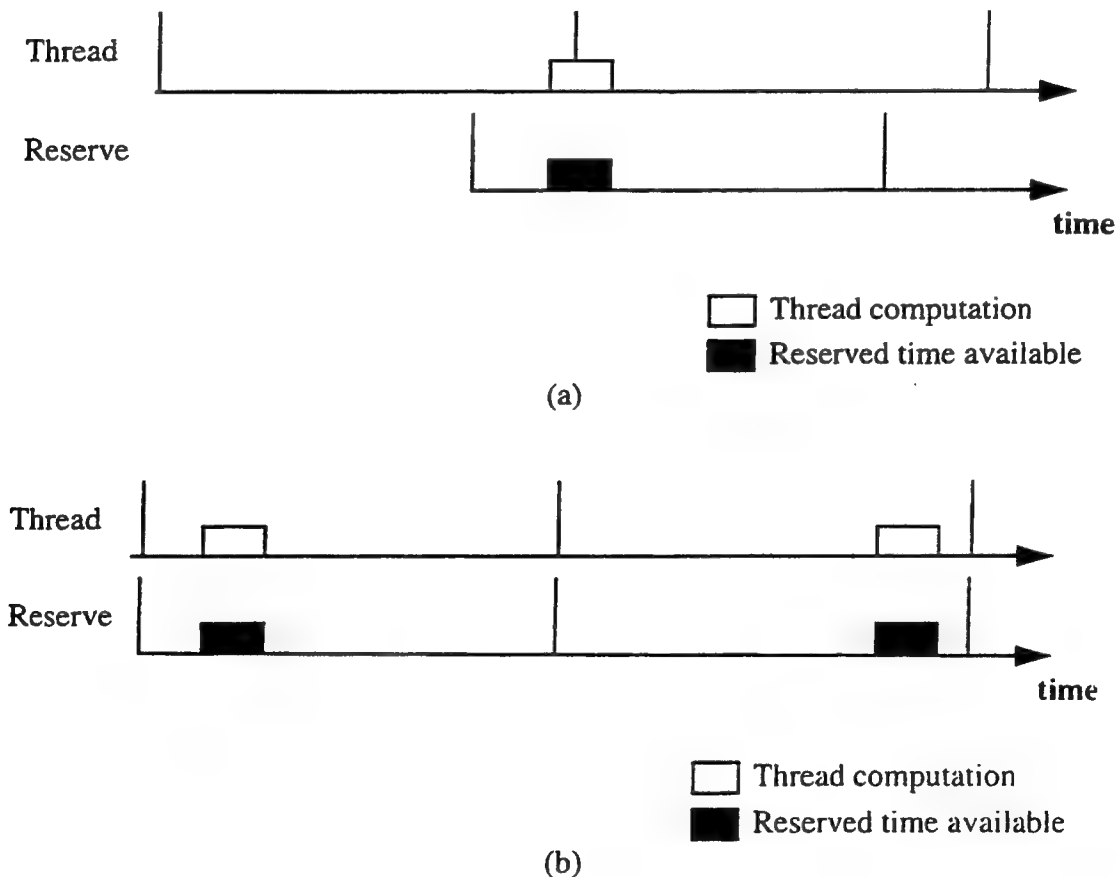 Thread
Reserve
time
Thread computation
Reserved time available
(a)
Thread
Reserve
time
Thread computation
Reserved time available
(b)